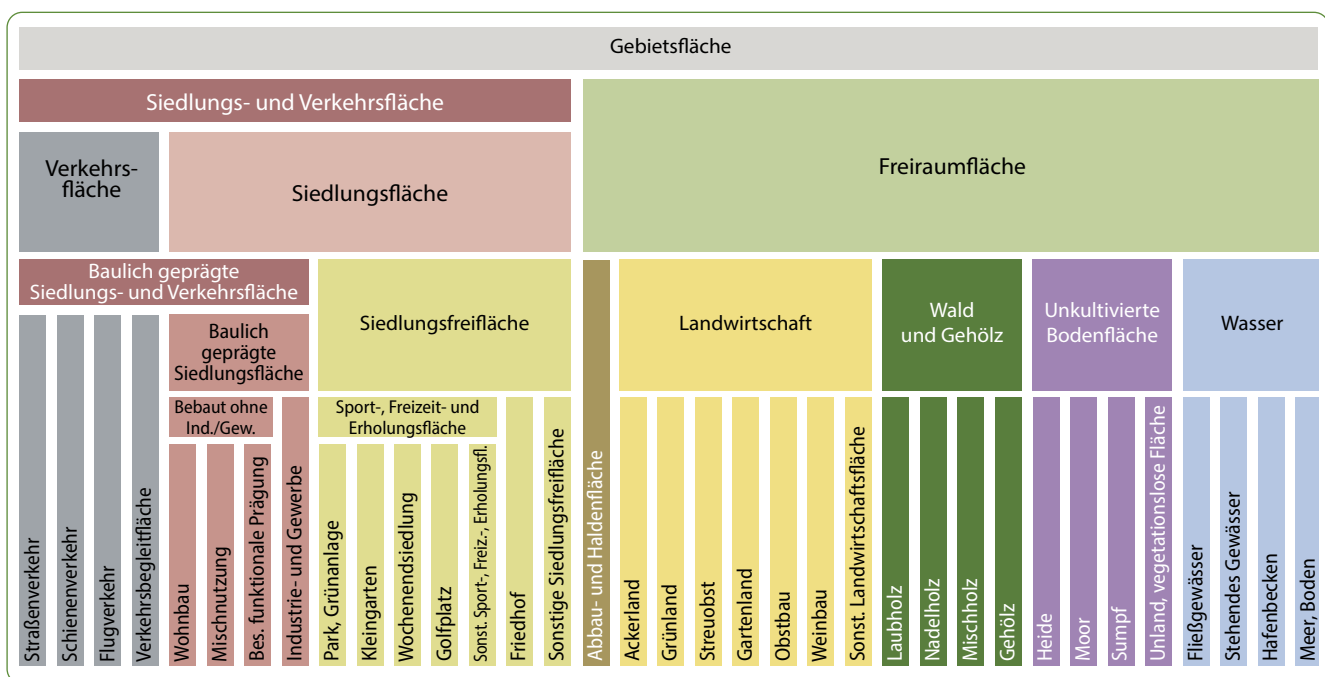 Gebietsfläche
Siedlungs- und Verkehrsfläche
Verkehrs-
fläche
Siedlungsfläche
Freiraumfläche
Baulich geprägte
Siedlungs- und Verkehrsfläche
Baulich
geprägte
Siedlungsfläche
Siedlungsfreifläche
Landwirtschaft
Wald
und Gehölz
Unkultivierte
Bodenfläche
Wasser
Bebaut ohne
Ind./Gew.
Sport-, Freizeit- und
Erholungsfläche
Straßenverkehr
Schienenverkehr
Flugverkehr
Verkehrsbegleitfläche
Wohnbau
Mischnutzung
Bes. funktionale Prägung
Industrie- und Gewerbe
Park, Grünanlage
Kleingarten
Wochenendsiedlung
Golfplatz
Sonst. Sport-, Freiz.-, Erholungsfl.
Friedhof
Sonstige Siedlungsfreifläche
Abbau- und Haldenfläche
Ackerland
Grünland
Streuobst
Gartenland
Obstbau
Weinbau
Sonst. Landwirtschaftsfläche
Laubholz
Nadelholz
Mischholz
Gehölz
Heide
Moor
Sumpf
Unland, vegetationslose Fläche
Fließgewässer
Stehendes Gewässer
Hafenbecken
Meer, Boden